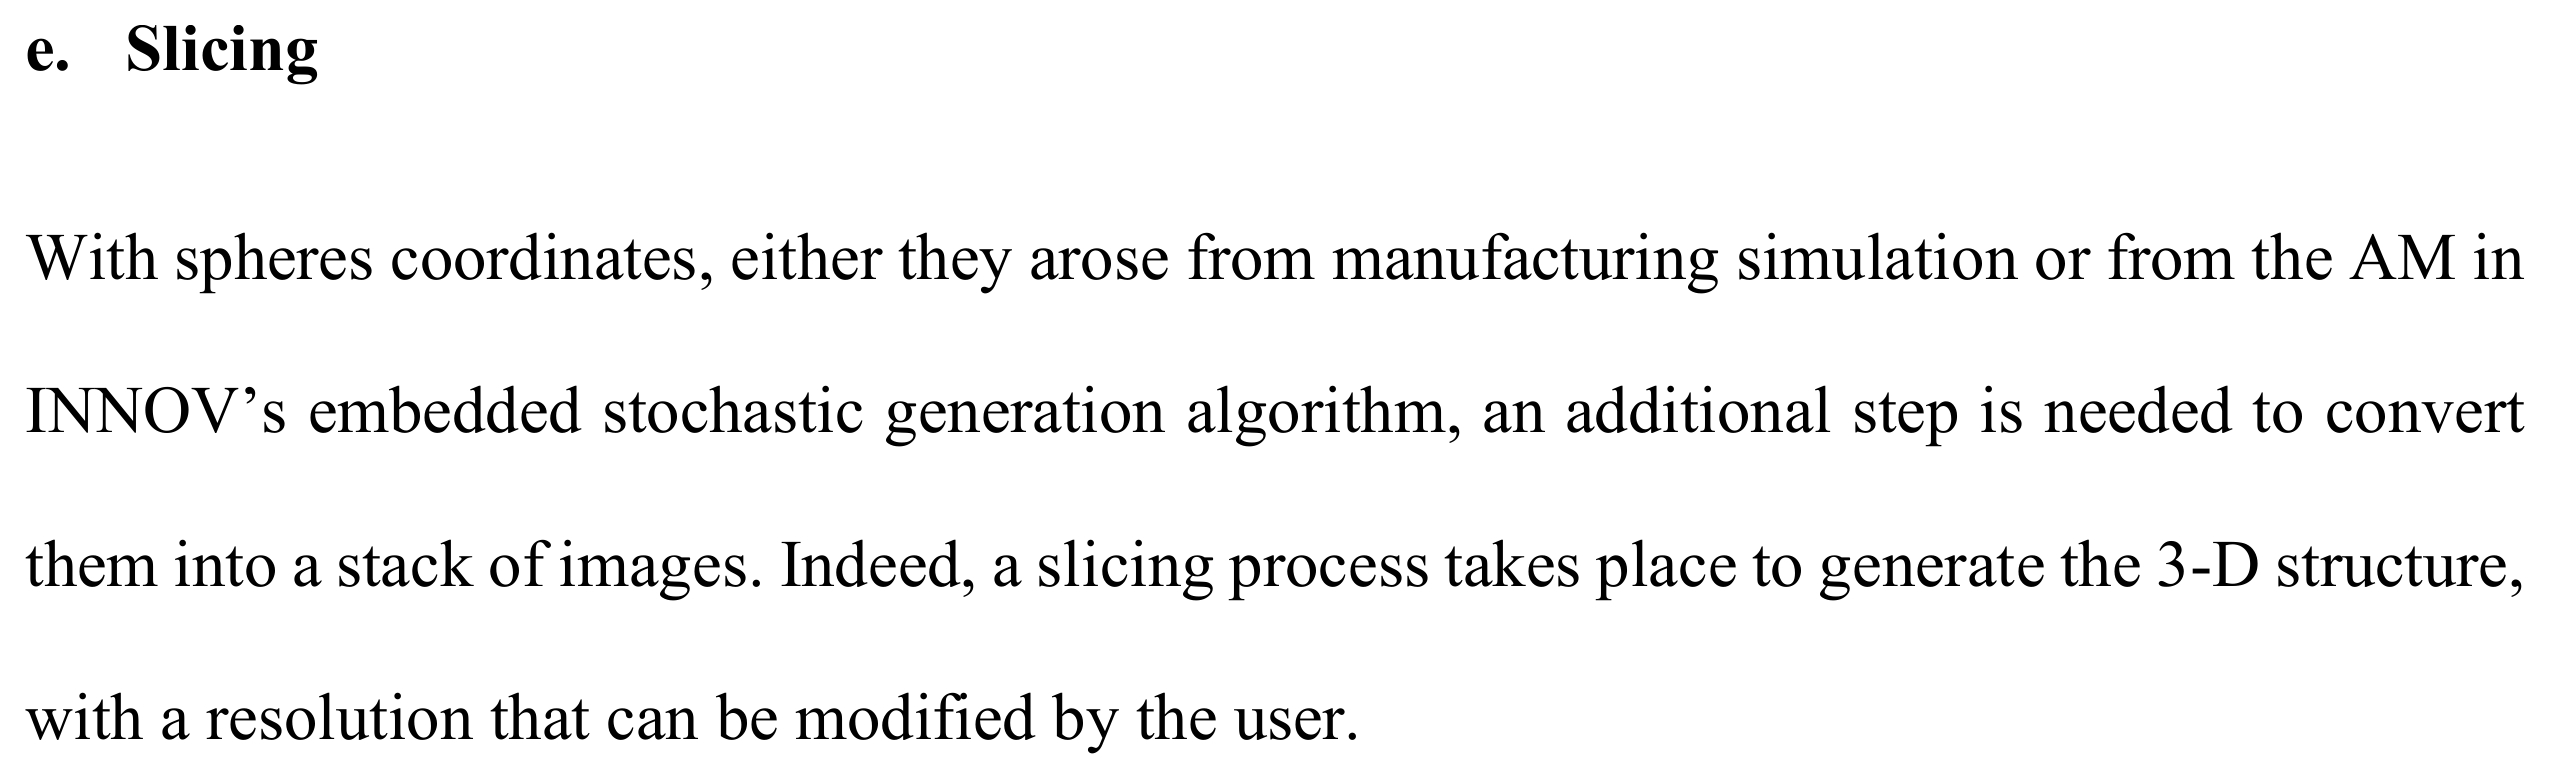 e. Slicing
With spheres coordinates, either they arose from manufacturing simulation or from the AM in
INNOV’s embedded stochastic generation algorithm, an additional step is needed to convert
them into a stack of images. Indeed, a slicing process takes place to generate the 3-D structure,
with a resolution that can be modified by the user.